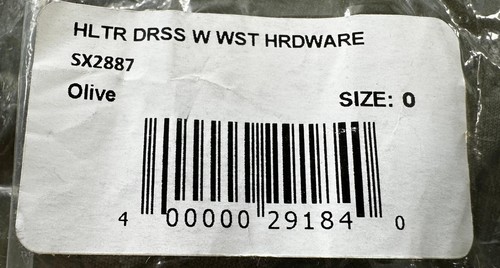 HLTR DRSS W WST HRDWARE
SX2887
Olive SIZE: 0
4 00000 29184 0